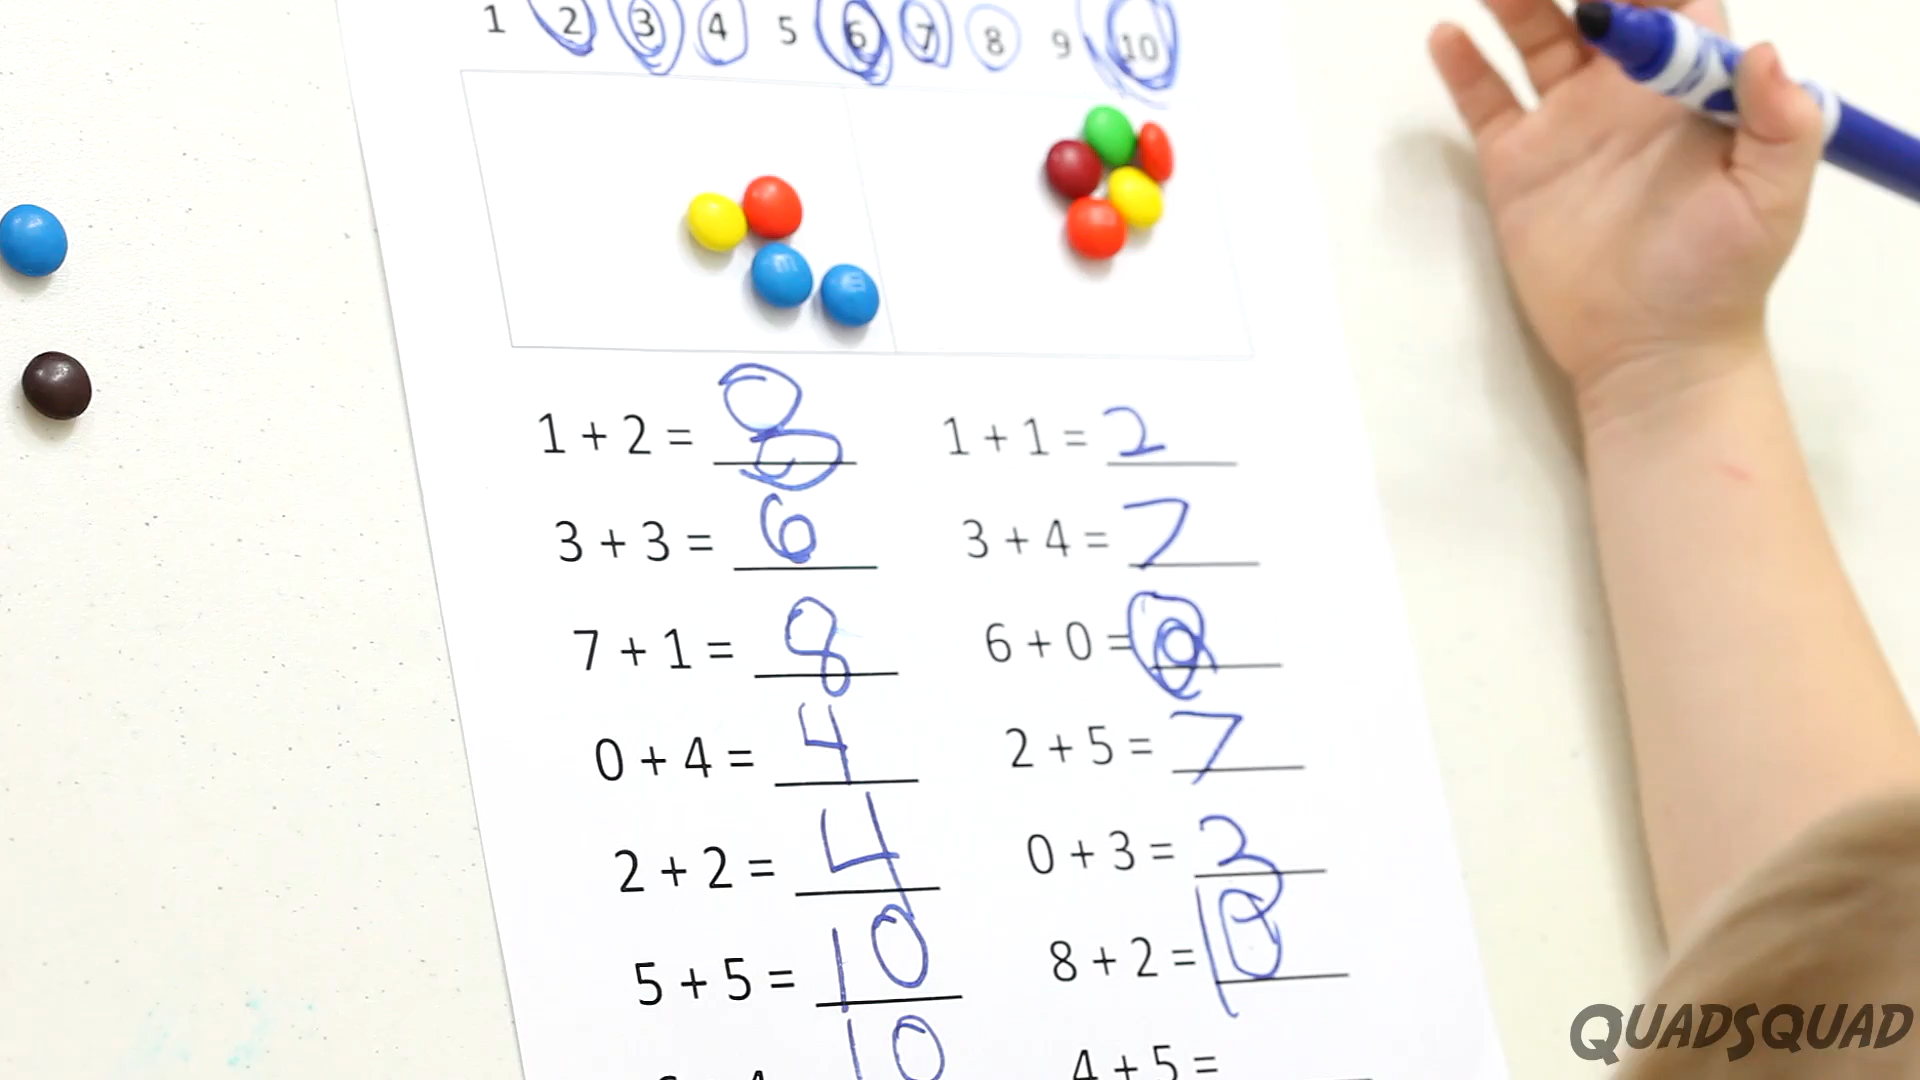 1 2 3 4 5 6 7 8 9 10
1 + 2 = 1 + 1 = 2
3 + 3 = 6 3 + 4 = 7
7 + 1 = 8 6 + 0 =
0 + 4 = 4 2 + 5 = 7
2 + 2 = 4 0 + 3 = 3
5 + 5 = 10 8 + 2 = 10
10 4 + 5 =
QUADSQUAD